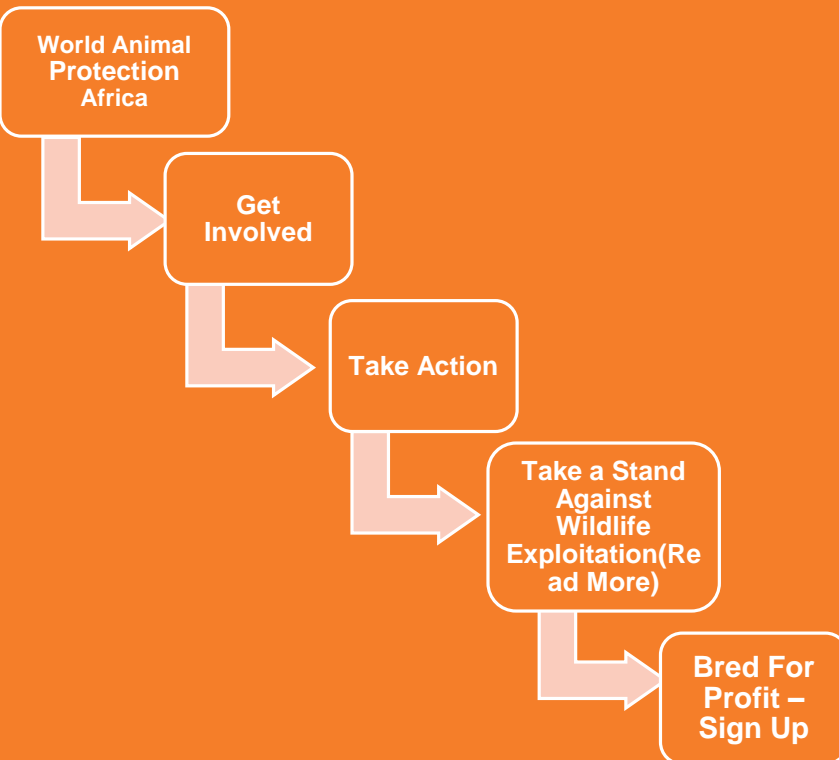 World Animal
Protection
Africa
Get
Involved
Take Action
Take a Stand
Against
Wildlife
Exploitation(Re
ad More)
Bred For
Profit –
Sign Up